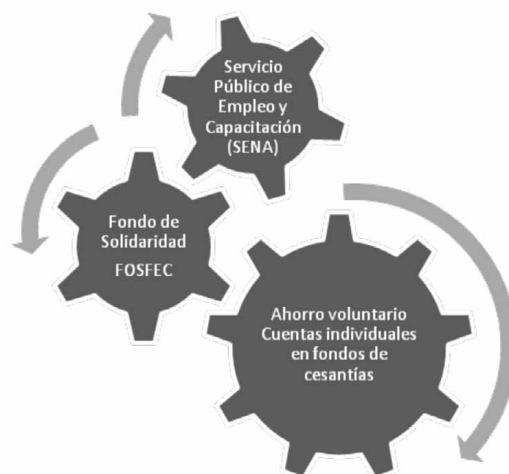 Servicio
Público de
Empleo y
Capacitación
(SENA)
Fondo de
Solidaridad
FOSFEC
Ahorro voluntario
Cuentas individuales
en fondos de
cesantías